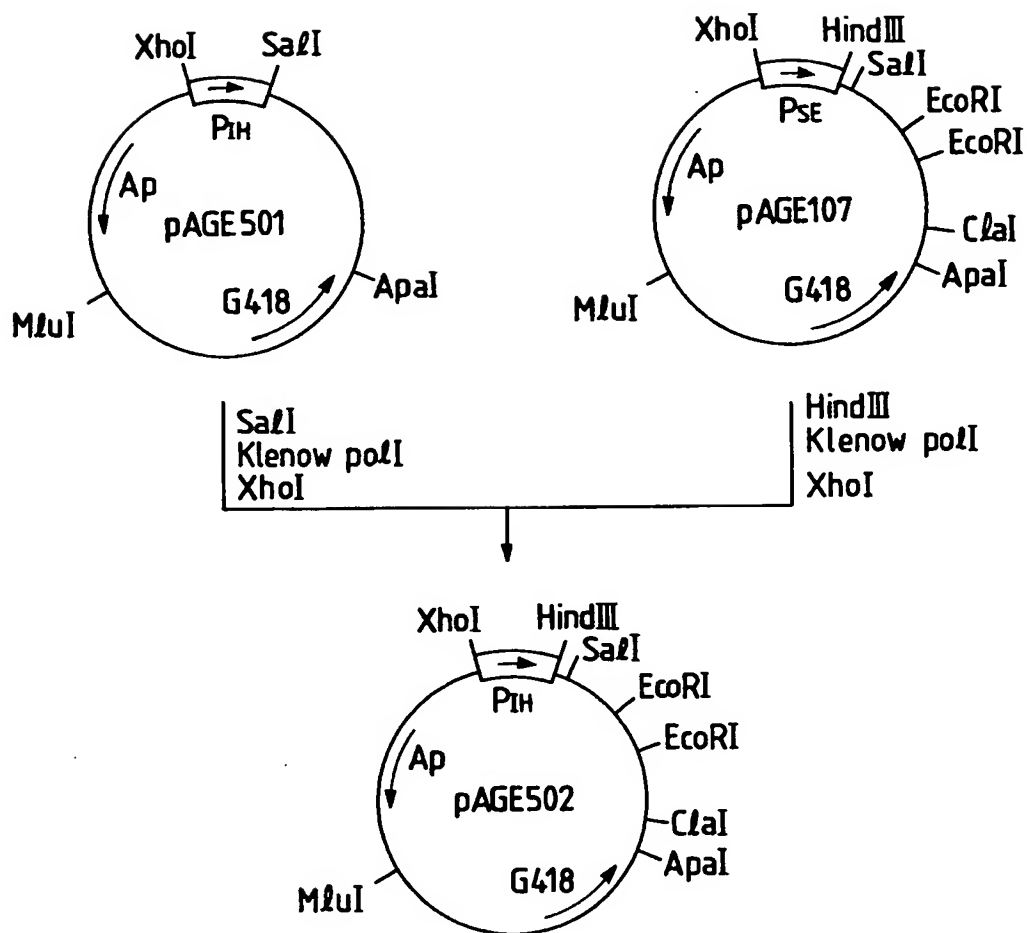 XhoI
SalI
PIH
Ap
pAGE501
G418
ApaI
MluI
XhoI
HindIII
SalI
EcoRI
EcoRI
PSE
Ap
pAGE107
ClaI
ApaI
G418
MluI
SalI
Klenow polI
XhoI
HindIII
Klenow polI
XhoI
XhoI
HindIII
SalI
EcoRI
EcoRI
PIH
Ap
pAGE502
ClaI
ApaI
G418
MluI